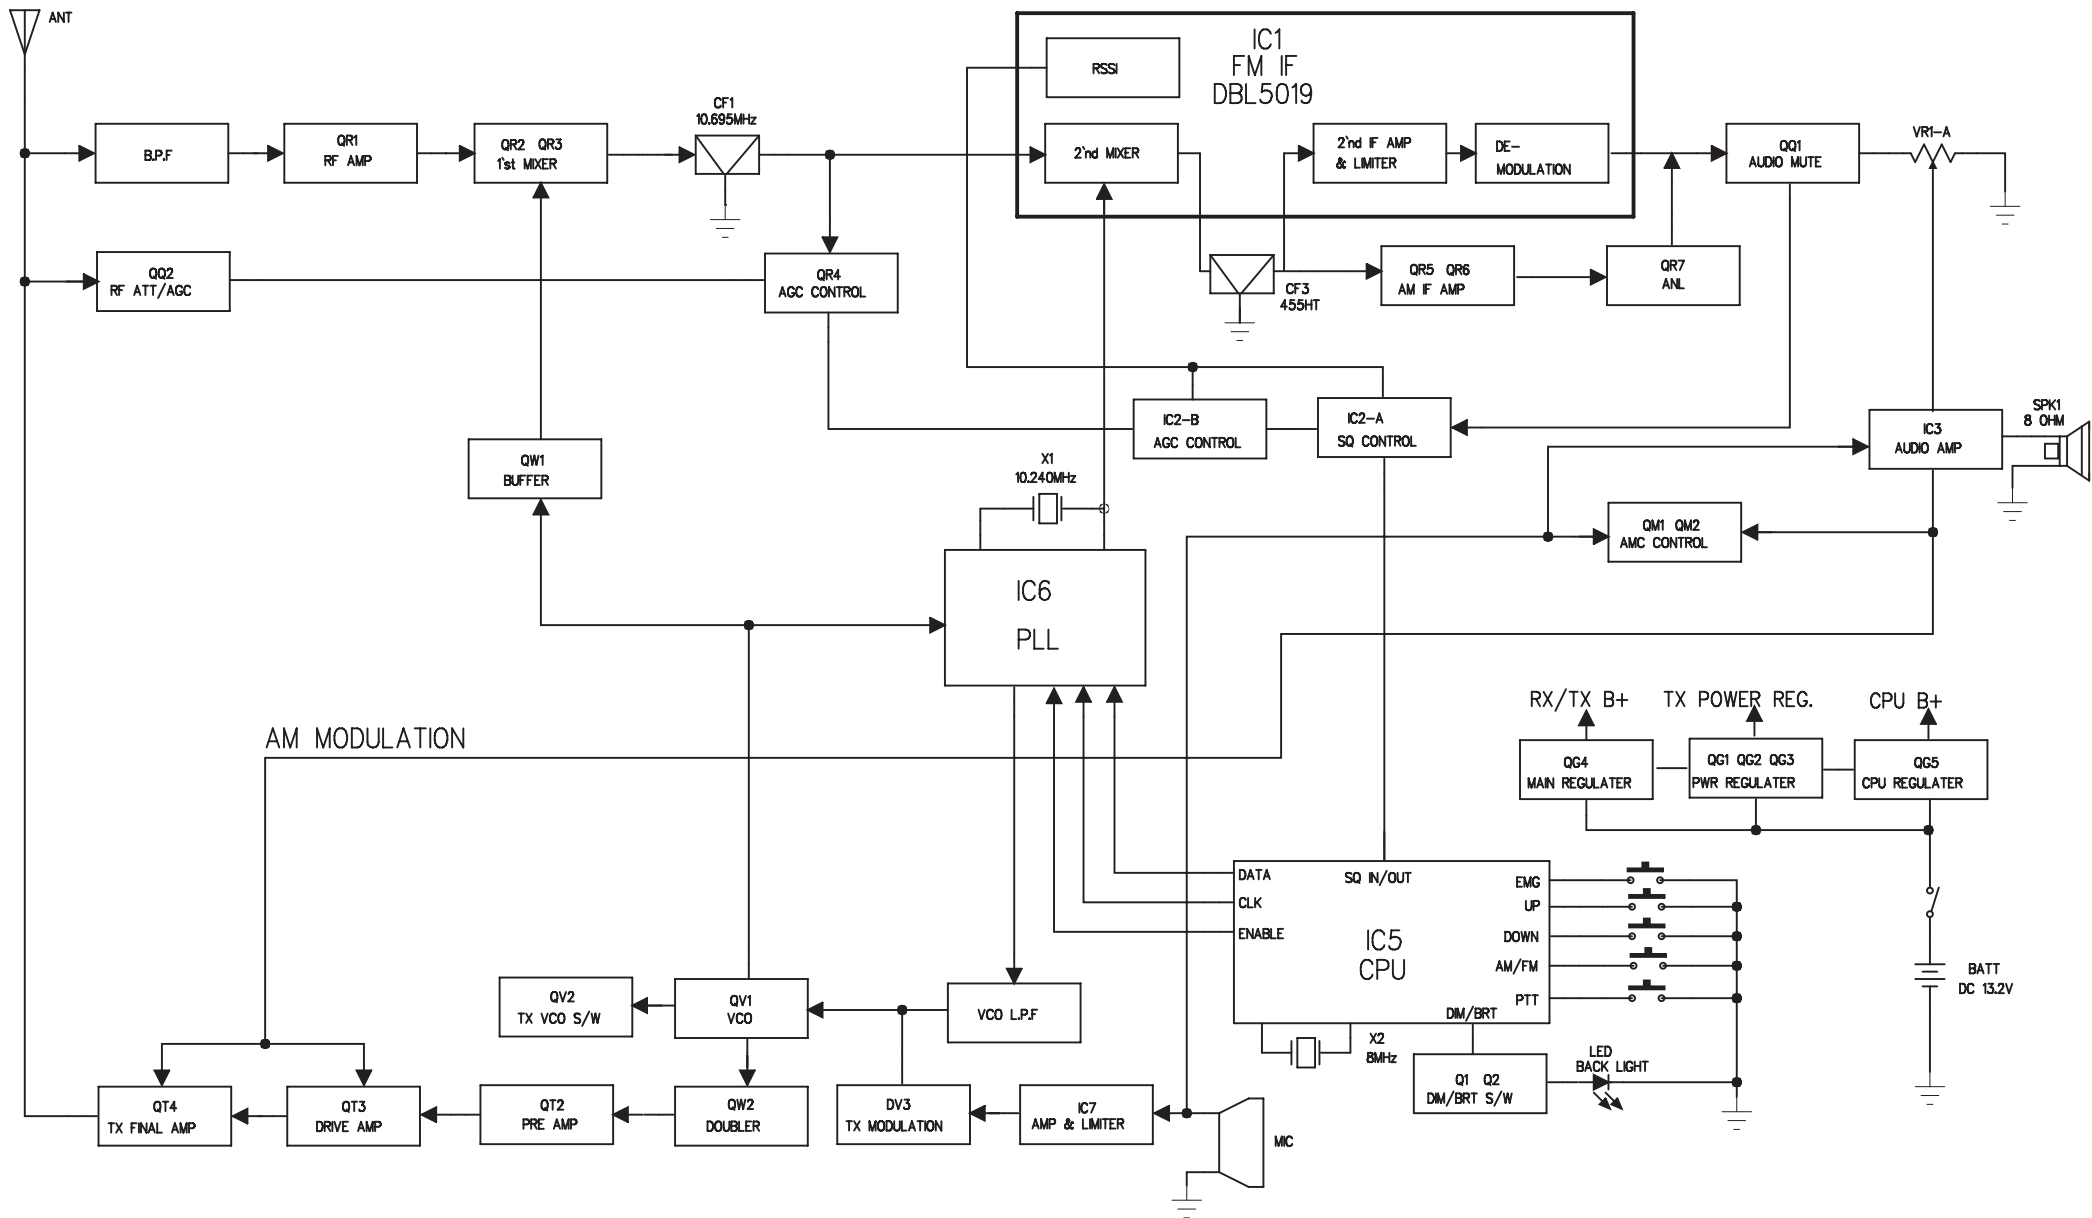 ANT
IC1
FM IF
DBL5019
RSSI
CF1
10.695MHz
B.P.F
QR1
RF AMP
QR2 QR3
1'st MIXER
2'nd MIXER
2'nd IF AMP
& LIMITER
DE-
MODULATION
QQ1
AUDIO MUTE
VR1-A
QQ2
RF ATT/AGC
QR4
AGC CONTROL
CF3
455HT
QR5 QR6
AM IF AMP
QR7
ANL
IC2-B
AGC CONTROL
IC2-A
SQ CONTROL
IC3
AUDIO AMP
SPK1
8 OHM
QW1
BUFFER
X1
10.240MHz
QM1 QM2
AMC CONTROL
IC6
PLL
AM MODULATION
RX/TX B+
TX POWER REG.
CPU B+
QG4
MAIN REGULATER
QG1 QG2 QG3
PWR REGULATER
QG5
CPU REGULATER
DATA
CLK
ENABLE
SQ IN/OUT
IC5
CPU
EMG
UP
DOWN
AM/FM
PTT
DIM/BRT
BATT
DC 13.2V
QV2
TX VCO S/W
QV1
VCO
VCO L.P.F
X2
8MHz
LED
BACK LIGHT
Q1 Q2
DIM/BRT S/W
QT4
TX FINAL AMP
QT3
DRIVE AMP
QT2
PRE AMP
QW2
DOUBLER
DV3
TX MODULATION
IC7
AMP & LIMITER
MIC